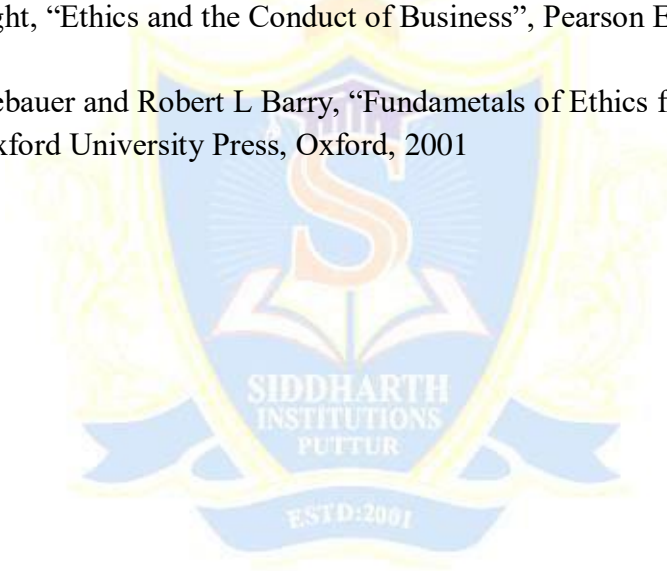 ght, “Ethics and the Conduct of Business”, Pearson E
ebauer and Robert L Barry, “Fundametals of Ethics f
xford University Press, Oxford, 2001
S
SIDDHARTH
INSTITUTIONS
PUTTUR
ESTD:2001